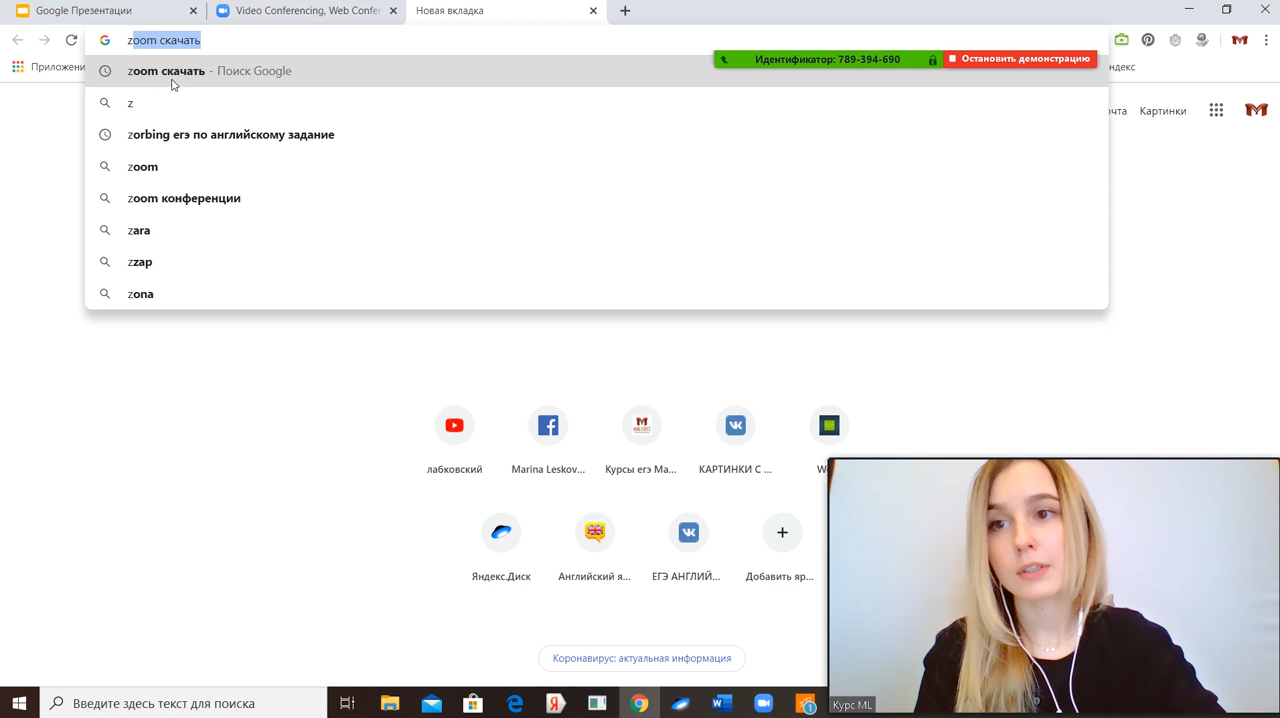 Google Презентации
Video Conferencing, Web Confer
Новая вкладка
zoom скачать
Приложени
Идентификатор: 789-394-690
Остановить демонстрацию
ндекс
zoom скачать - Поиск Google
z
zorbing егэ по английскому задание
zoom
zoom конференции
zara
zzap
zona
очта
Картинки
лабковский
Marina Leskov...
Курсы егэ Ма...
КАРТИНКИ С ...
Яндекс.Диск
Английский я...
ЕГЭ АНГЛИЙ...
Добавить яр...
Коронавирус: актуальная информация
Введите здесь текст для поиска
Курс ML